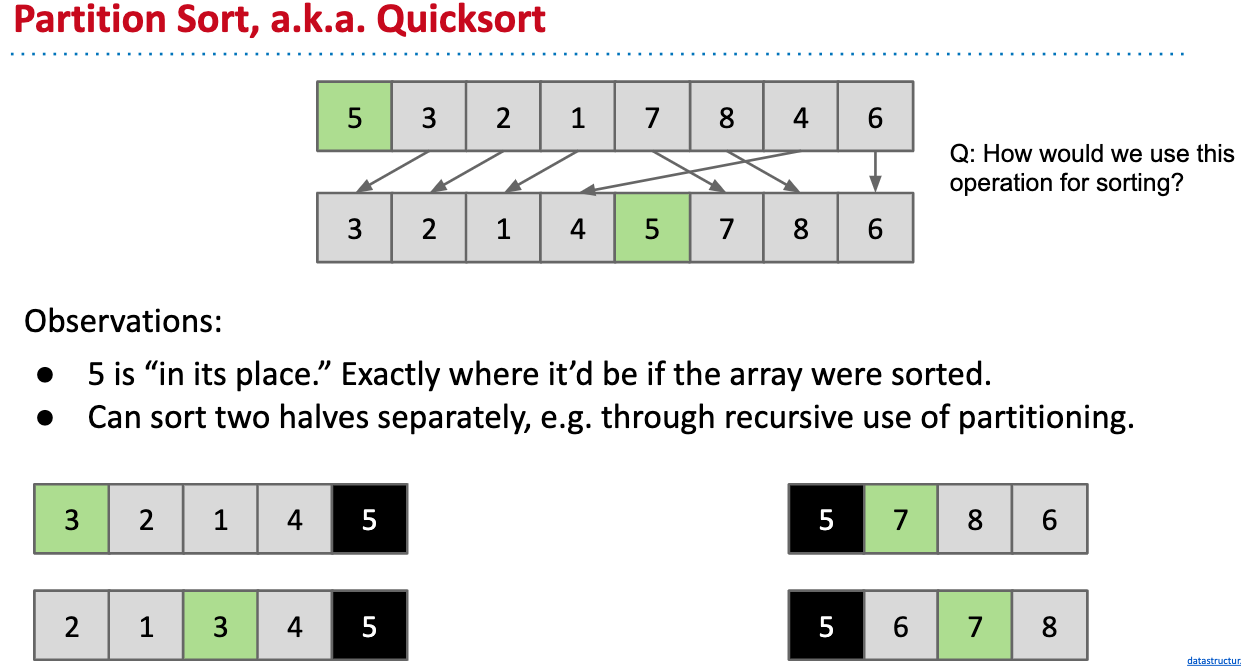 Partition Sort, a.k.a. Quicksort
5 3 2 1 7 8 4 6
Q: How would we use this
operation for sorting?
3 2 1 4 5 7 8 6
Observations:
● 5 is “in its place.” Exactly where it’d be if the array were sorted.
● Can sort two halves separately, e.g. through recursive use of partitioning.
3 2 1 4 5
5 7 8 6
2 1 3 4 5
5 6 7 8
datastructur.